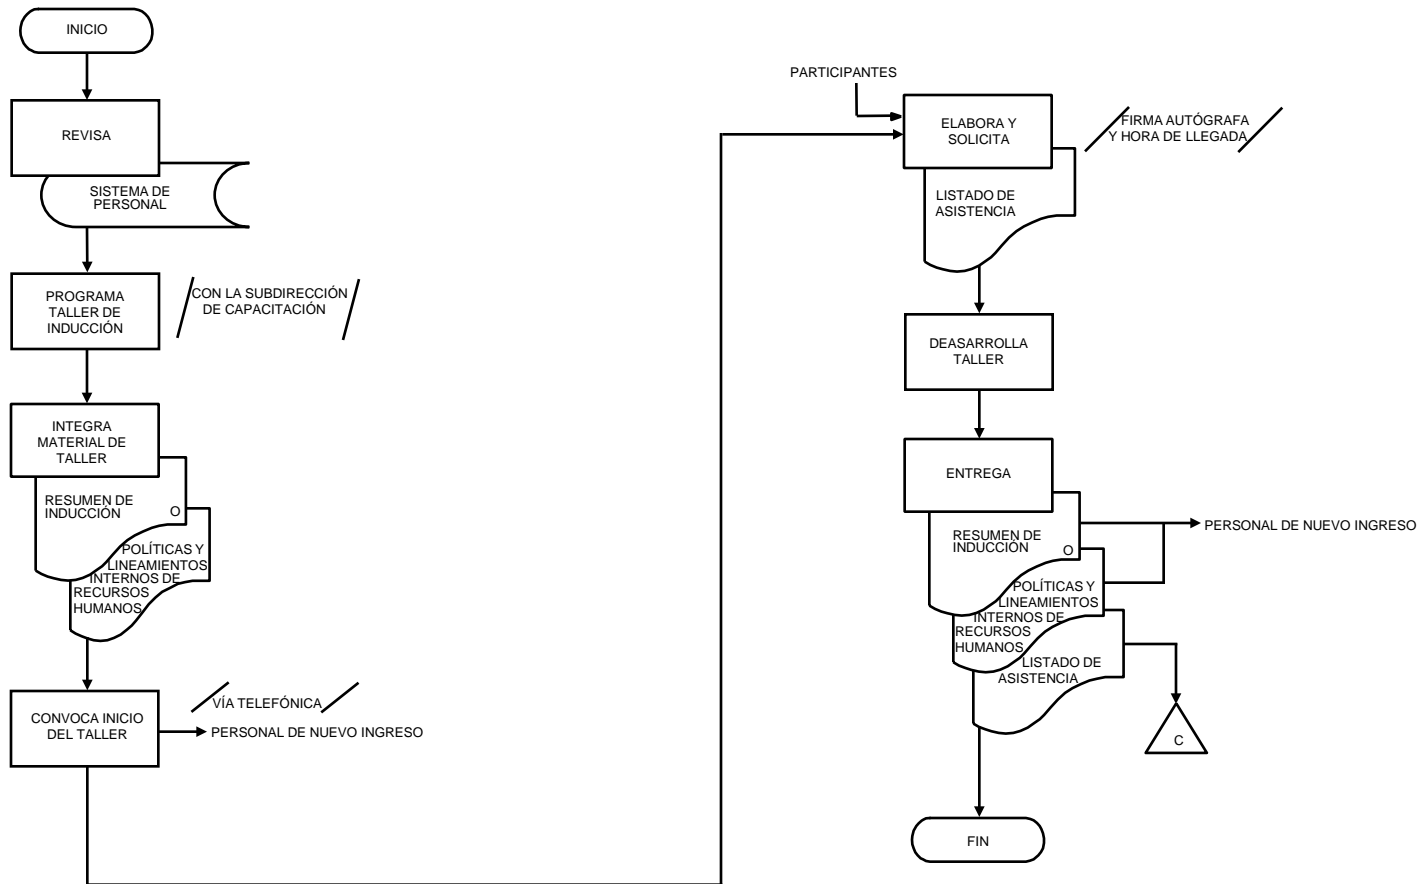 INICIO
REVISA
SISTEMA DE
PERSONAL
PROGRAMA
TALLER DE
INDUCCIÓN
CON LA SUBDIRECCIÓN
DE CAPACITACIÓN
INTEGRA
MATERIAL DE
TALLER
RESUMEN DE
INDUCCIÓN
O
POLÍTICAS Y
LINEAMIENTOS
INTERNOS DE
RECURSOS
HUMANOS
CONVOCA INICIO
DEL TALLER
VÍA TELEFÓNICA
PERSONAL DE NUEVO INGRESO
PARTICIPANTES
ELABORA Y
SOLICITA
FIRMA AUTÓGRAFA
Y HORA DE LLEGADA
LISTADO DE
ASISTENCIA
DEASARROLLA
TALLER
ENTREGA
RESUMEN DE
INDUCCIÓN
O
PERSONAL DE NUEVO INGRESO
POLÍTICAS Y
LINEAMIENTOS
INTERNOS DE
RECURSOS
HUMANOS
LISTADO DE
ASISTENCIA
C
FIN